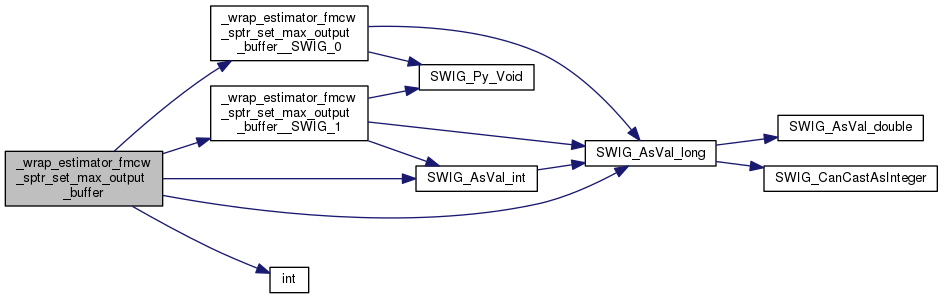 _wrap_estimator_fmcw
_sptr_set_max_output
_buffer__SWIG_0
SWIG_Py_Void
_wrap_estimator_fmcw
_sptr_set_max_output
_buffer__SWIG_1
SWIG_AsVal_double
SWIG_AsVal_long
_wrap_estimator_fmcw
_sptr_set_max_output
_buffer
SWIG_AsVal_int
SWIG_CanCastAsInteger
int